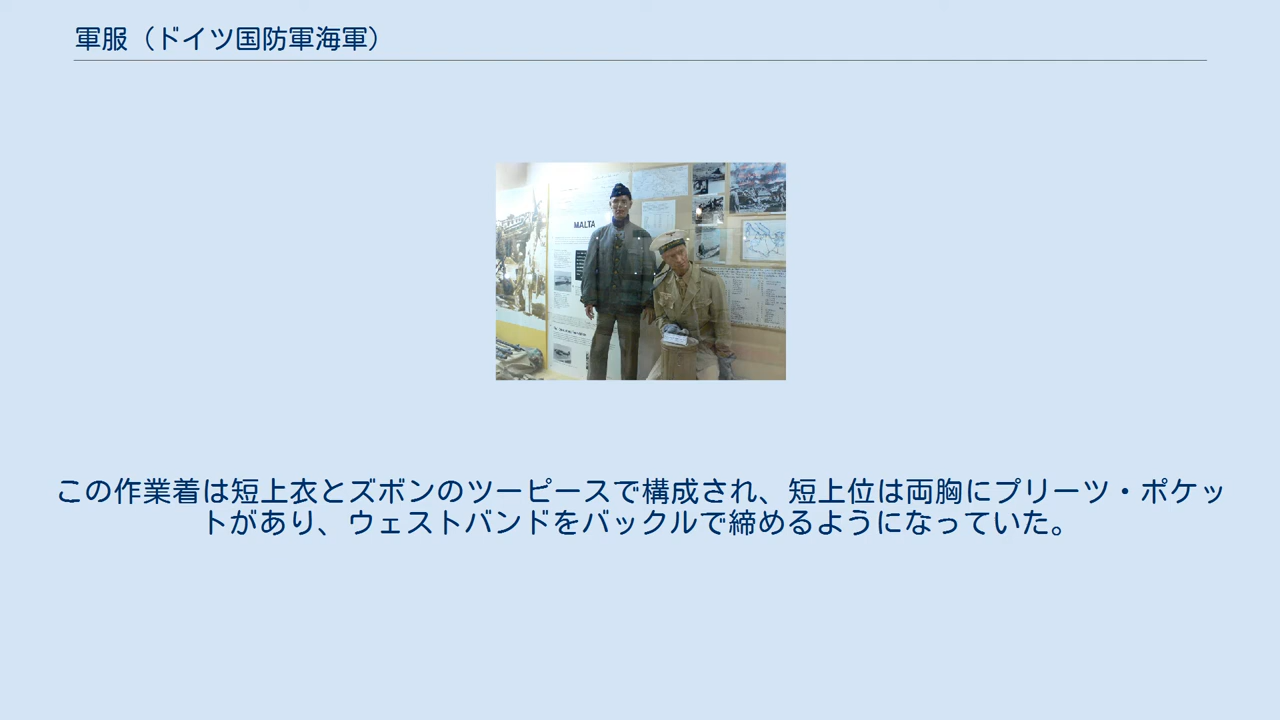 軍服（ドイツ国防軍海軍）
MALTA
この作業着は短上衣とズボンのツーピースで構成され、短上位は両胸にプリーツ・ポケッ
トがあり、ウェストバンドをバックルで締めるようになっていた。